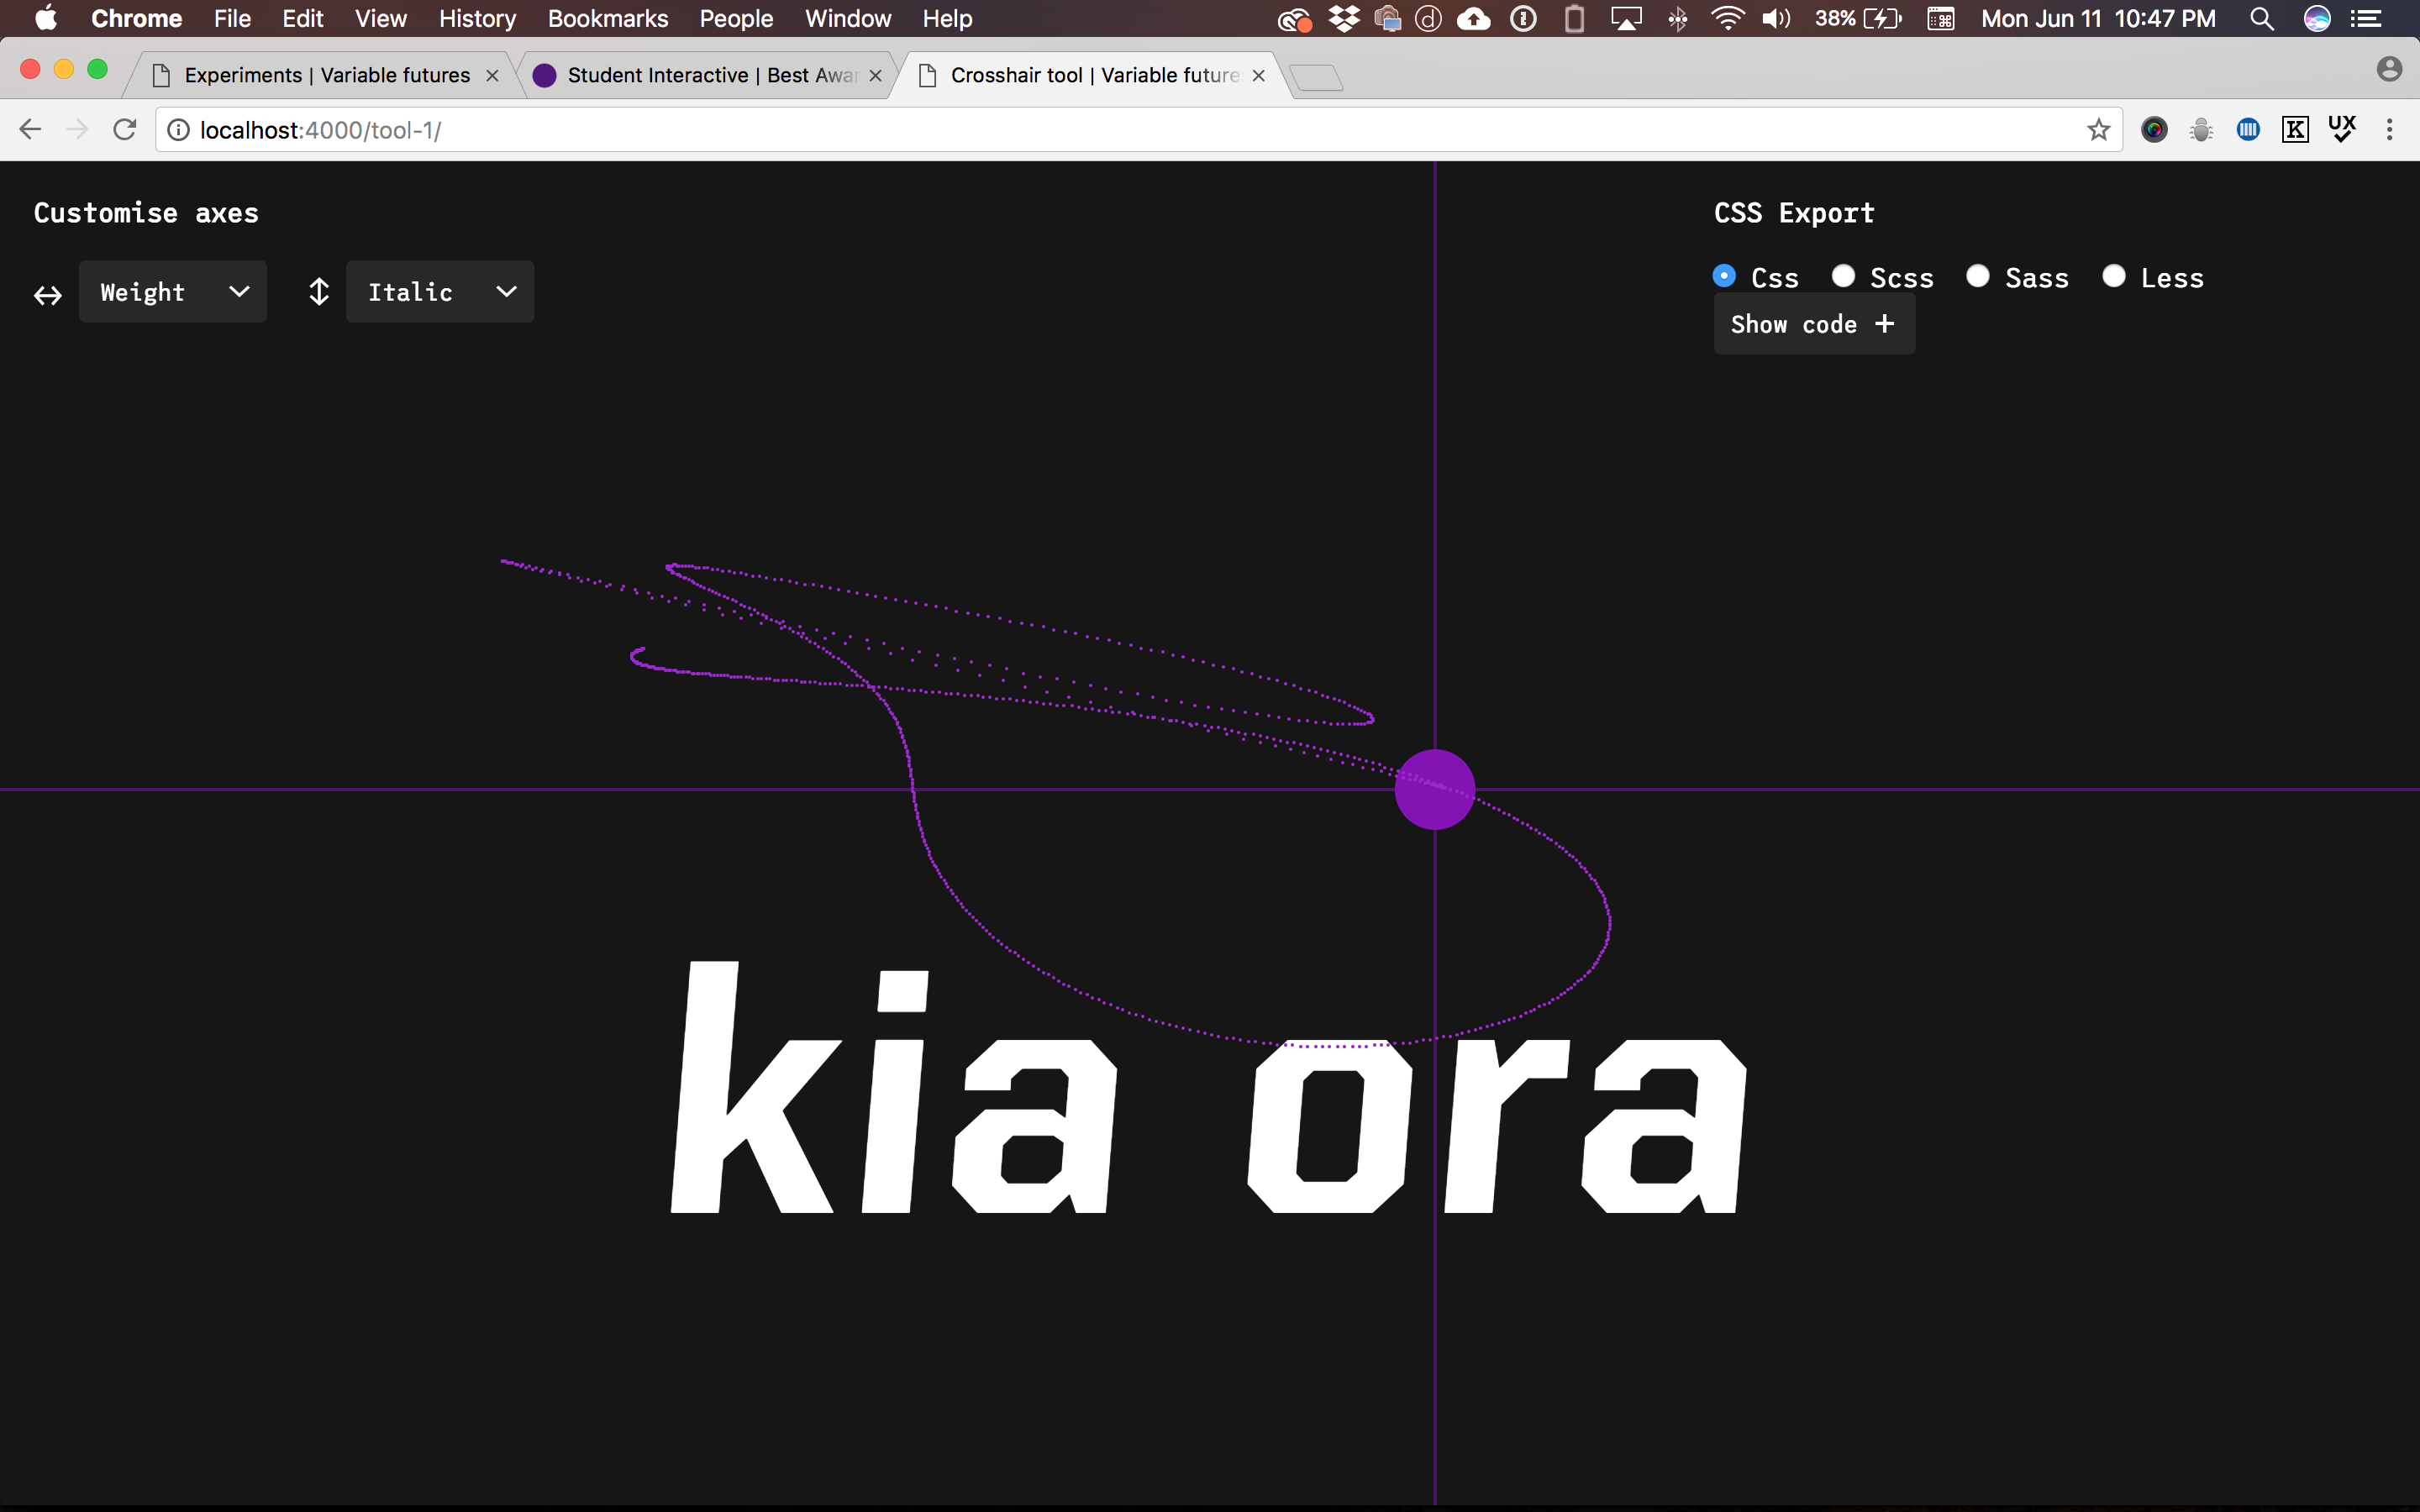 Chrome File Edit View History Bookmarks People Window Help 38% Mon Jun 11 10:47 PM
Experiments | Variable futures Student Interactive | Best Awar Crosshair tool | Variable future
localhost:4000/tool-1/ K UX
Customise axes CSS Export
Weight Italic Css Scss Sass Less
Show code +
kia ora